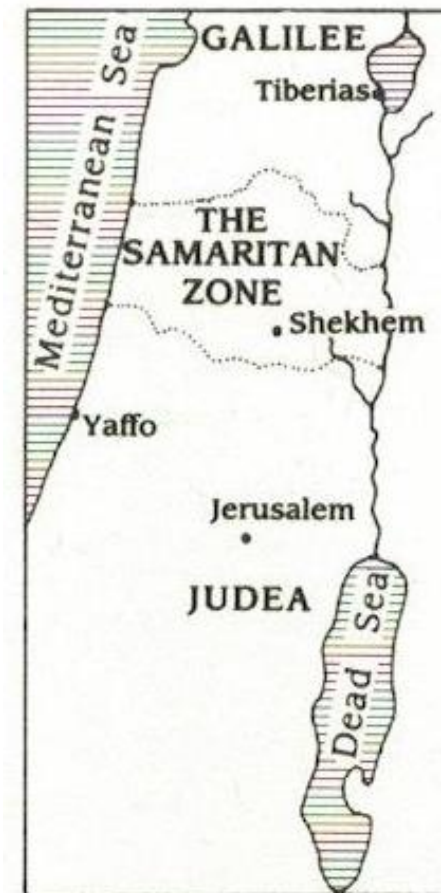 GALILEE
Mediterranean Sea
Tiberias
THE
SAMARITAN
ZONE
Shekhem
Yaffo
Jerusalem
JUDEA
Dead Sea